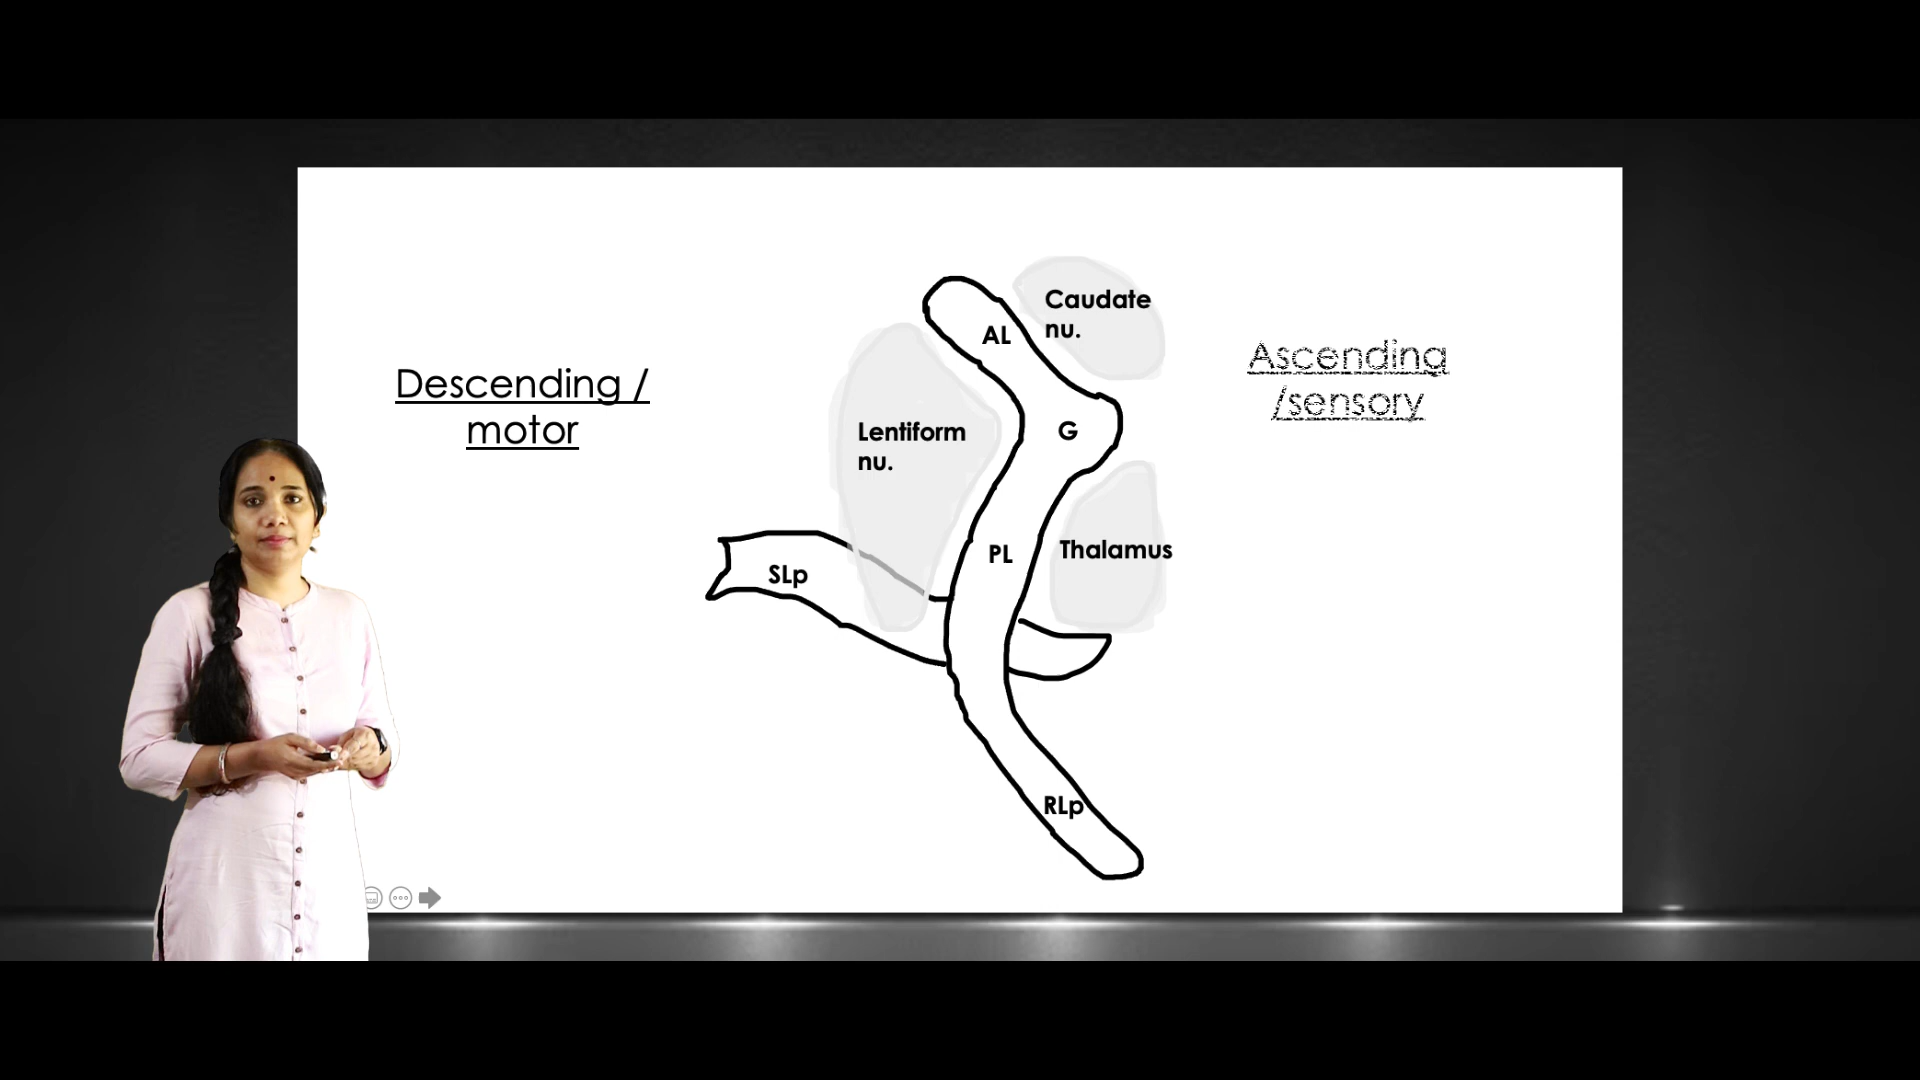 Descending /
motor
AL
Caudate
nu.
G
Lentiform
nu.
PL
Thalamus
SLp
RLp
Ascending
/sensory